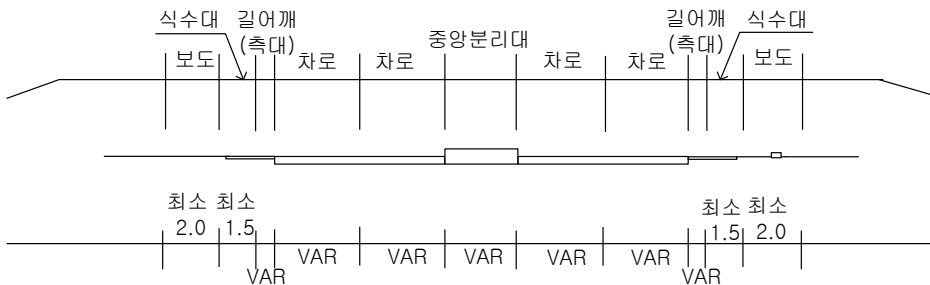 식수대 길어깨 길어깨 식수대
(측대) 중앙분리대 (측대)
보도 차로 차로 차로 차로 보도
최소 최소 최소 최소
2.0 1.5 1.5 2.0
VAR VAR VAR VAR VAR
VAR VAR